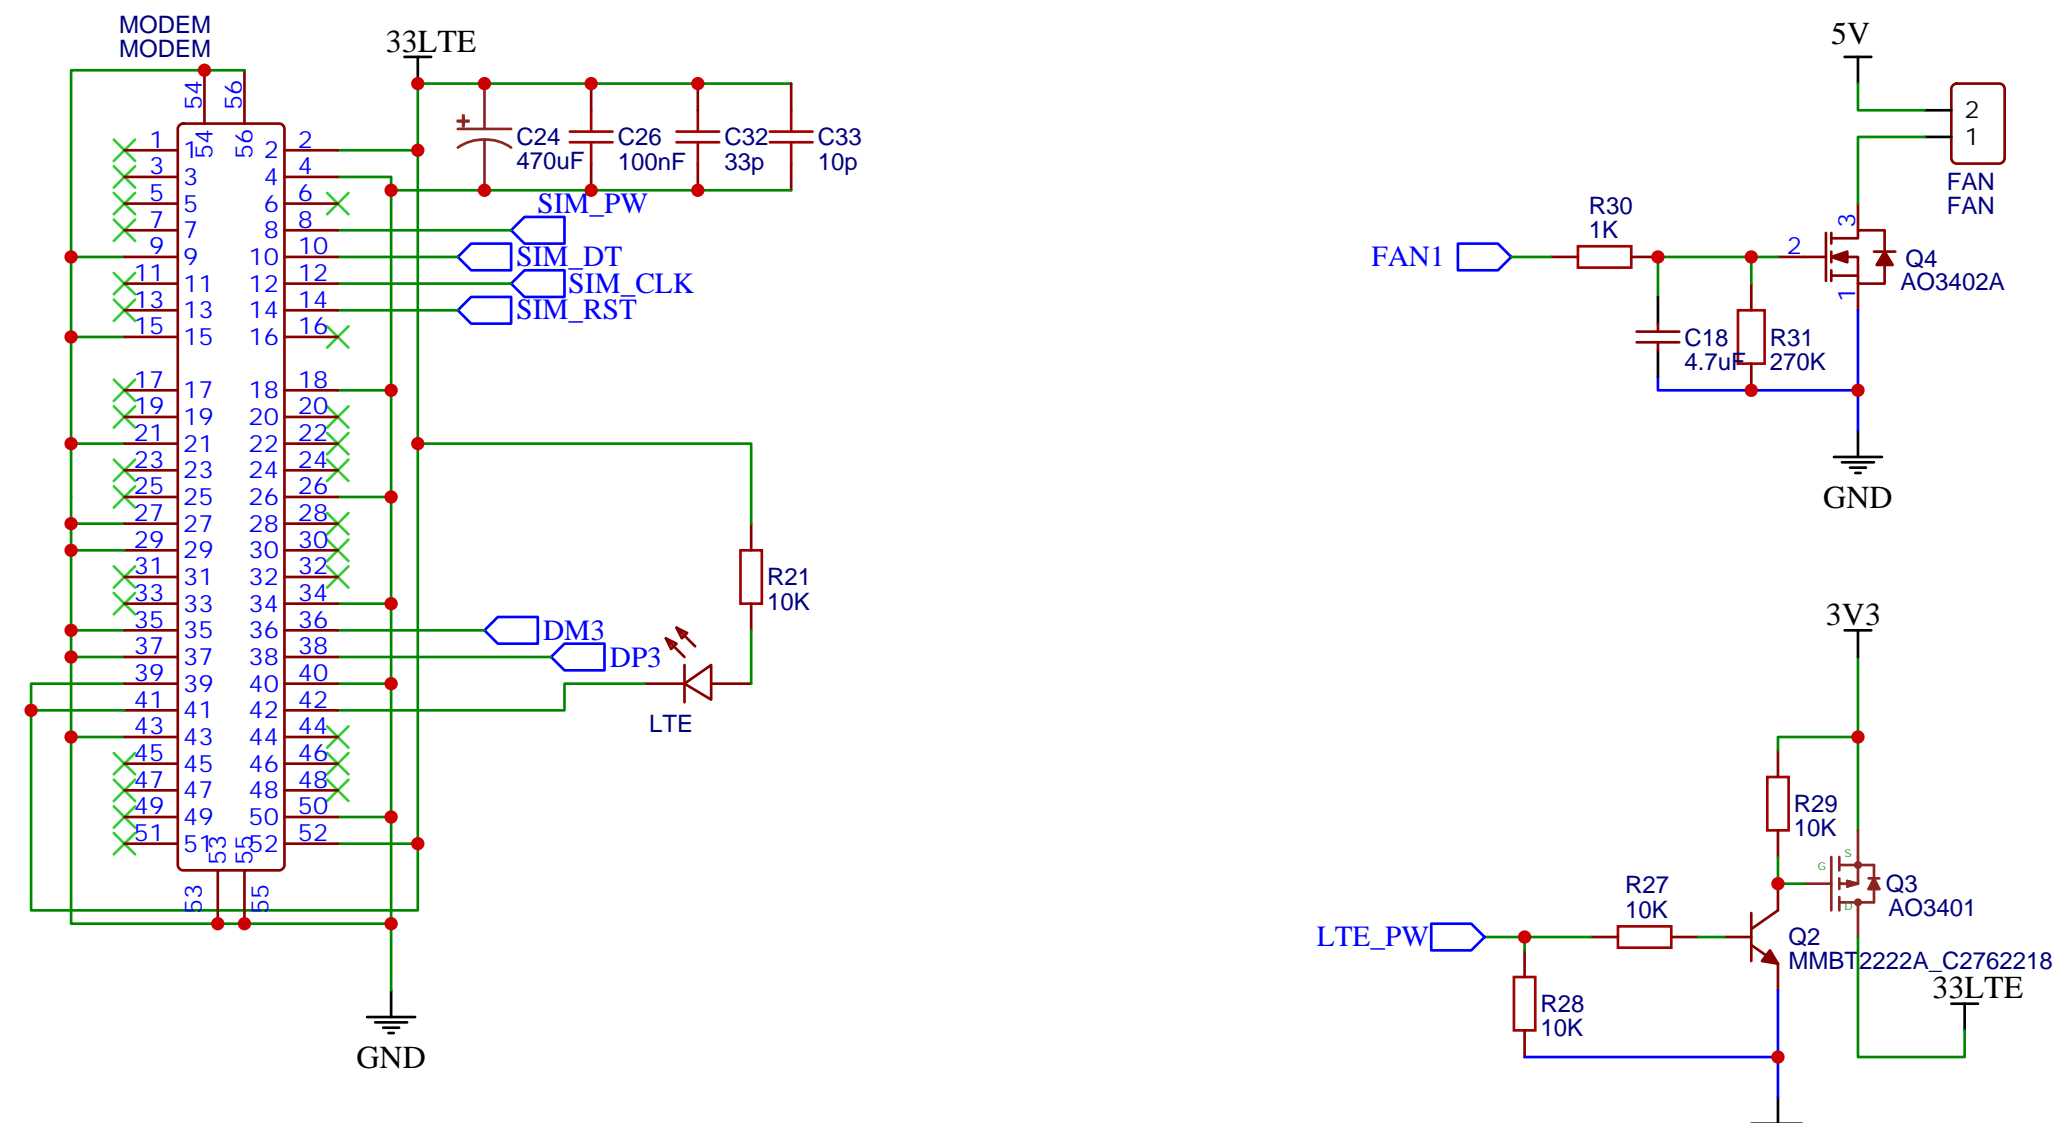 MODEM
MODEM
33LTE
54
56
54
56
C24
470uF
C26
100nF
C32
33p
C33
10p
1 1 2 2
3 3 4 4
5 5 6 6
7 7 8 8
9 9 10 10
11 11 12 12
13 13 14 14
15 15 16 16
17 17 18 18
19 19 20 20
21 21 22 22
23 23 24 24
25 25 26 26
27 27 28 28
29 29 30 30
31 31 32 32
33 33 34 34
35 35 36 36
37 37 38 38
39 39 40 40
41 41 42 42
43 43 44 44
45 45 46 46
47 47 48 48
49 49 50 50
51 51 52 52
53
55
53
55
SIM_PW
SIM_DT
SIM_CLK
SIM_RST
DM3
DP3
R21
10K
LTE
GND
5V
2
1
FAN
FAN
FAN1
R30
1K
2
3
1
Q4
AO3402A
C18
4.7uF
R31
270K
GND
3V3
R29
10K
G
S
D
Q3
AO3401
LTE_PW
R27
10K
Q2
MMBT2222A_C2762218
R28
10K
33LTE